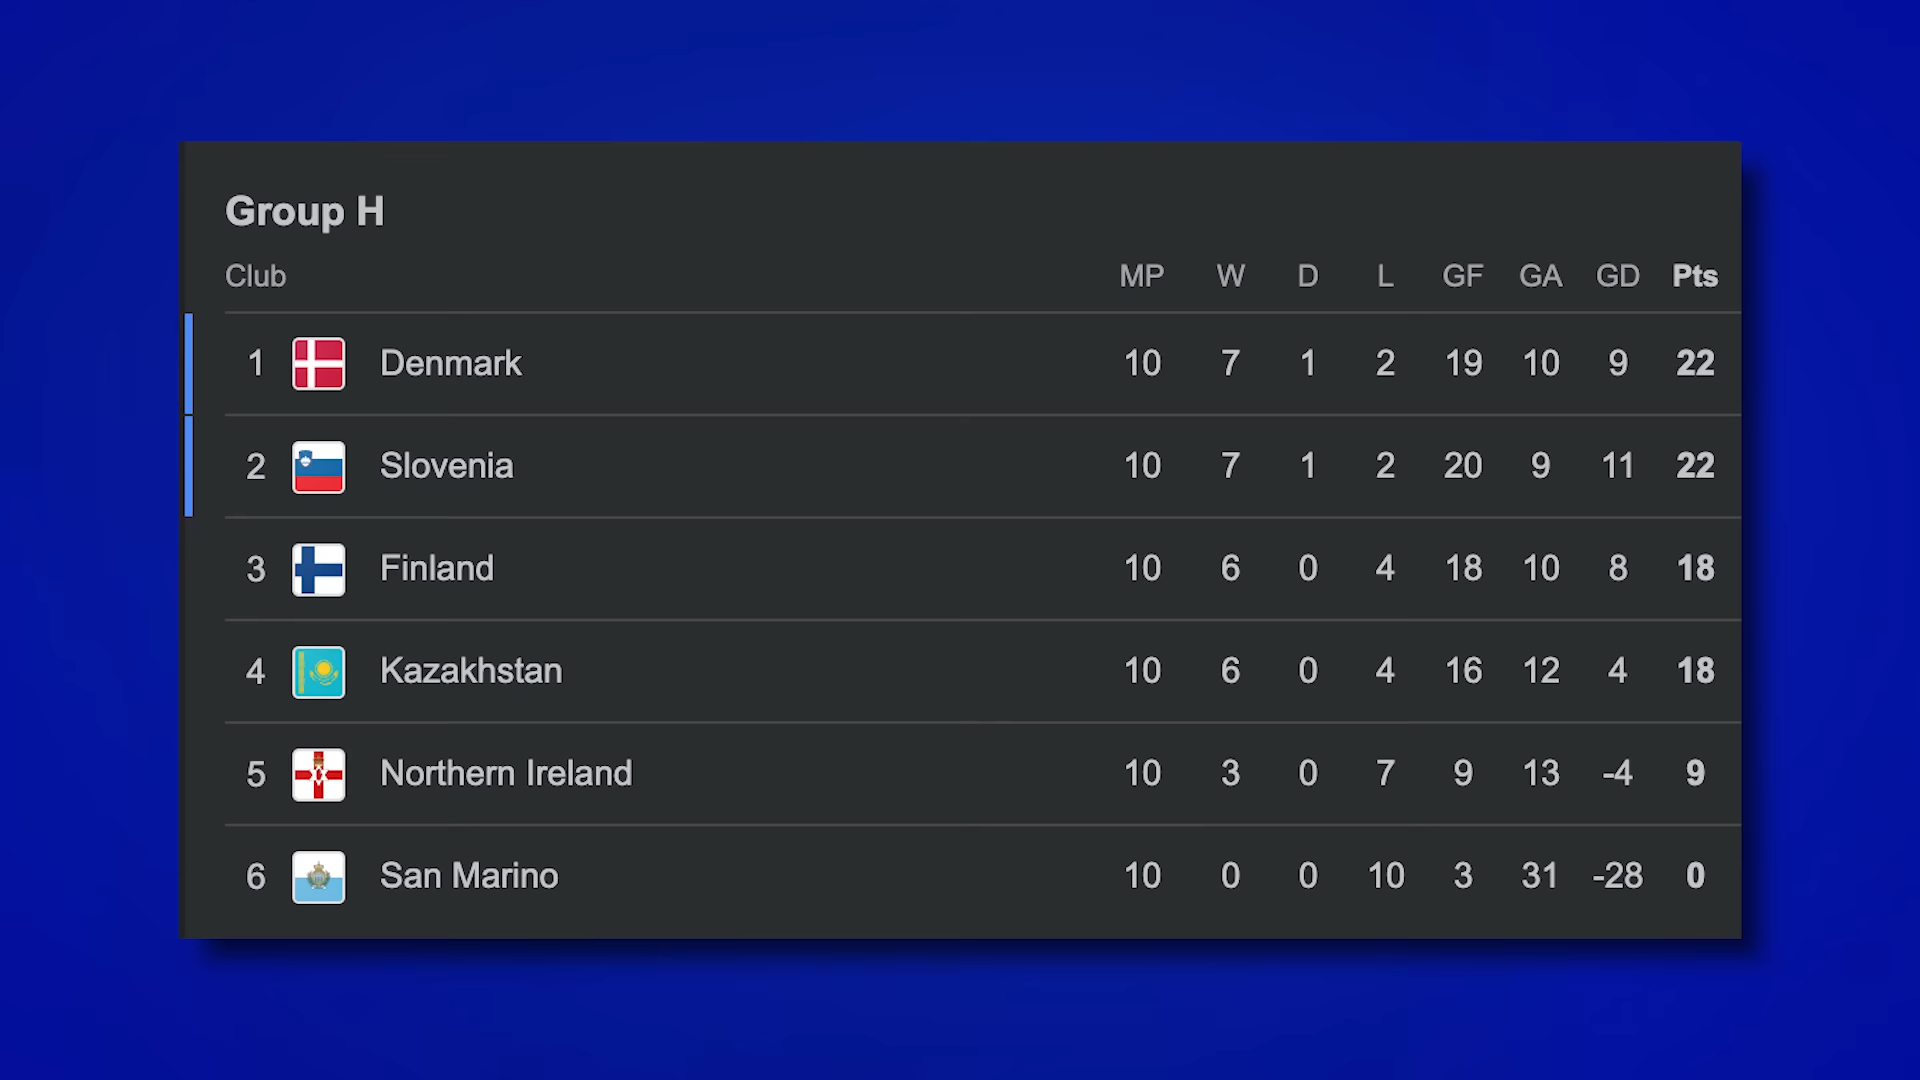 Group H
Club MP W D L GF GA GD Pts
1 Denmark 10 7 1 2 19 10 9 22
2 Slovenia 10 7 1 2 20 9 11 22
3 Finland 10 6 0 4 18 10 8 18
4 Kazakhstan 10 6 0 4 16 12 4 18
5 Northern Ireland 10 3 0 7 9 13 -4 9
6 San Marino 10 0 0 10 3 31 -28 0